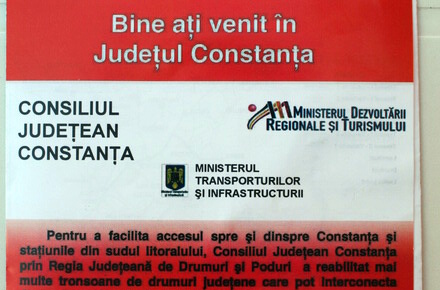 Bine ați venit în
Județul Constanța
CONSILIUL
JUDEȚEAN
CONSTANȚA
MINISTERUL DEZVOLTĂRII
REGIONALE ȘI TURISMULUI
MINISTERUL
TRANSPORTURILOR
ȘI INFRASTRUCTURII
Pentru a facilita accesul spre și dinspre Constanța și
stațiunile din sudul litoralului, Consiliul Județean Constanța
prin Regia Județeană de Drumuri și Poduri a reabilitat mai
multe tronsoane de drumuri județene care pot interconecta